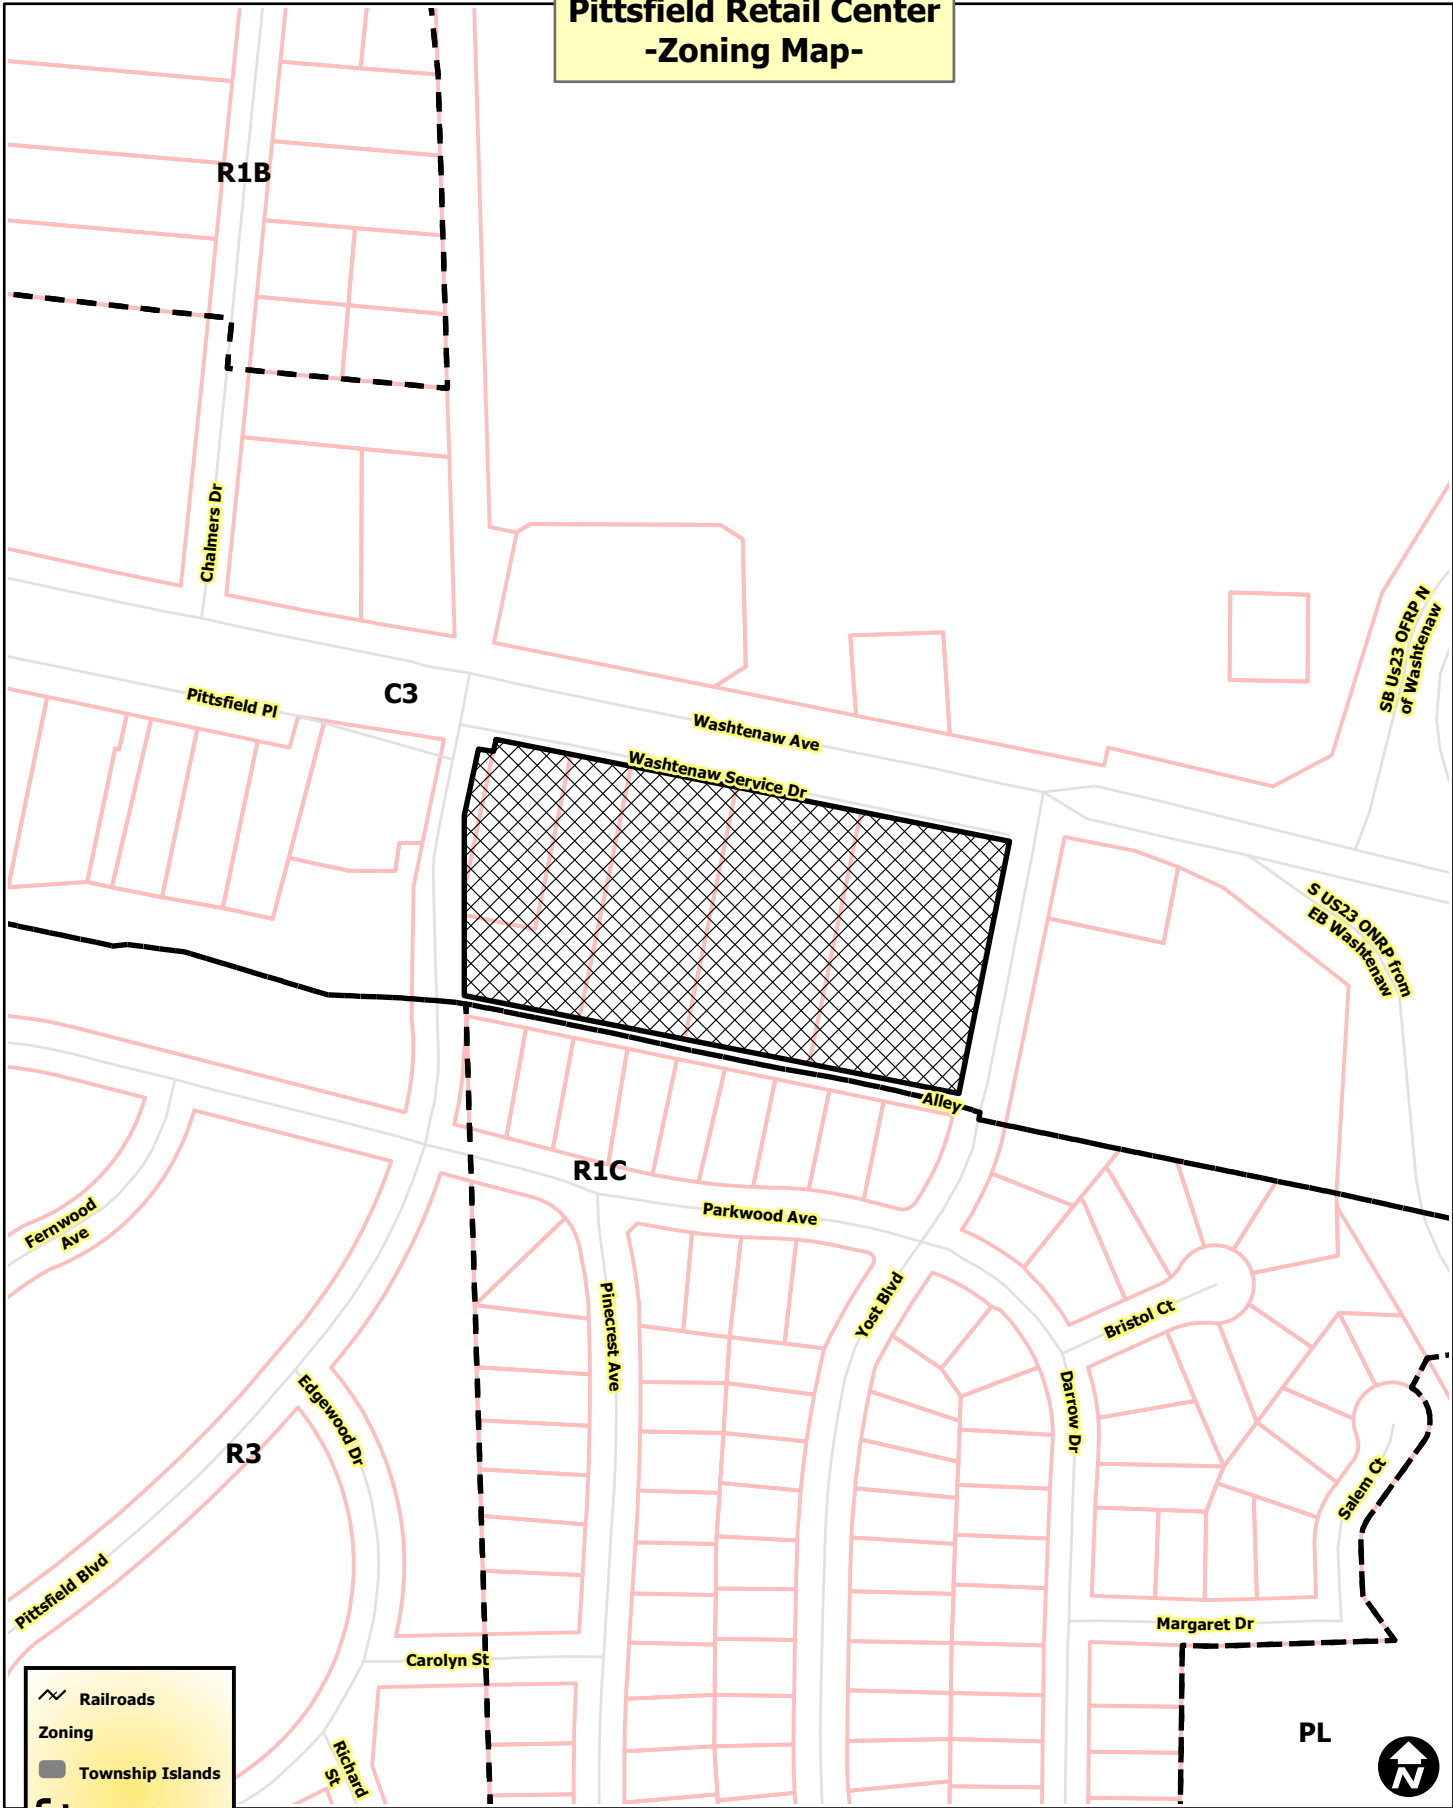 Pittsfield Retail Center
-Zoning Map-
R1B
Chalmers Dr
SB Us23 OFRP N
of Washtenaw
C3
Pittsfield Pl
Washtenaw Ave
Washtenaw Service Dr
S US23 ONRP from
EB Washtenaw
Alley
R1C
Parkwood Ave
Fernwood
Ave
Pinecrest Ave
Yost Blvd
Bristol Ct
Edgewood Dr
Darrow Dr
R3
Salem Ct
Pittsfield Blvd
Margaret Dr
Carolyn St
Railroads
Zoning
Township Islands
Richard
St
PL
N